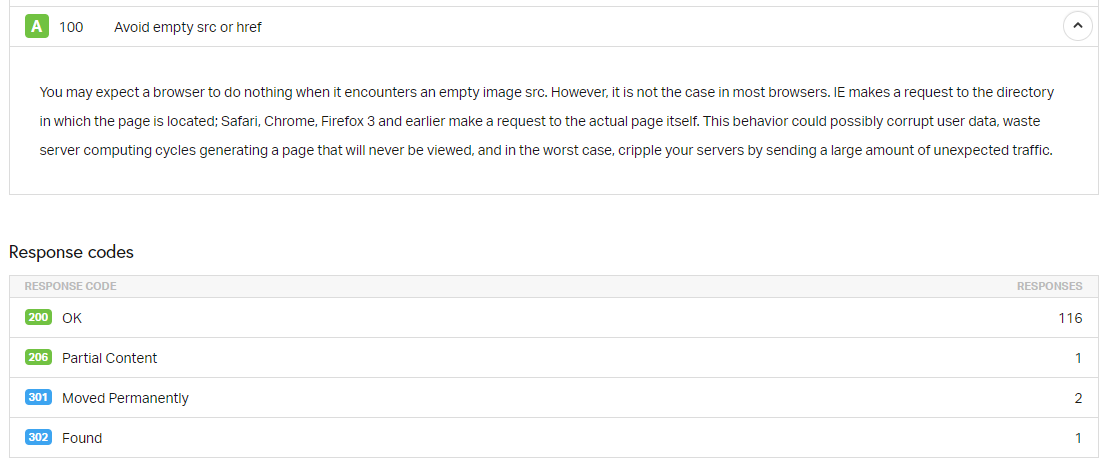 A 100 Avoid empty src or href
You may expect a browser to do nothing when it encounters an empty image src. However, it is not the case in most browsers. IE makes a request to the directory
in which the page is located; Safari, Chrome, Firefox 3 and earlier make a request to the actual page itself. This behavior could possibly corrupt user data, waste
server computing cycles generating a page that will never be viewed, and in the worst case, cripple your servers by sending a large amount of unexpected traffic.
Response codes
RESPONSE CODE RESPONSES
200 OK 116
206 Partial Content 1
301 Moved Permanently 2
302 Found 1